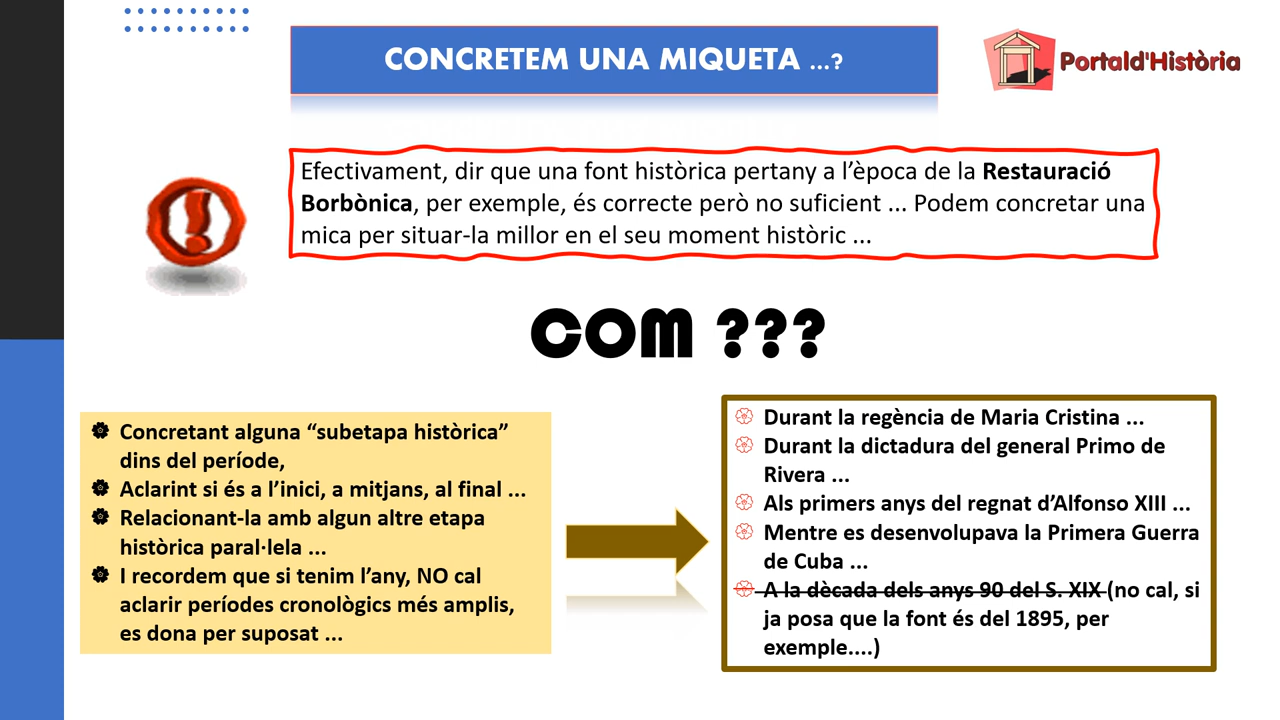 CONCRETEM UNA MIQUETA ...?
Portald'Història
Efectivament, dir que una font històrica pertany a l’època de la Restauració
Borbònica, per exemple, és correcte però no suficient ... Podem concretar una
mica per situar-la millor en el seu moment històric ...
COM ???
Concretant alguna “subetapa històrica”
dins del període,
Aclarint si és a l’inici, a mitjans, al final ...
Relacionant-la amb algun altre etapa
històrica paral·lela ...
I recordem que si tenim l’any, NO cal
aclarir períodes cronològics més amplis,
es dona per suposat ...
Durant la regència de Maria Cristina ...
Durant la dictadura del general Primo de
Rivera ...
Als primers anys del regnat d’Alfonso XIII ...
Mentre es desenvolupava la Primera Guerra
de Cuba ...
A la dècada dels anys 90 del S. XIX (no cal, si
ja posa que la font és del 1895, per
exemple....)